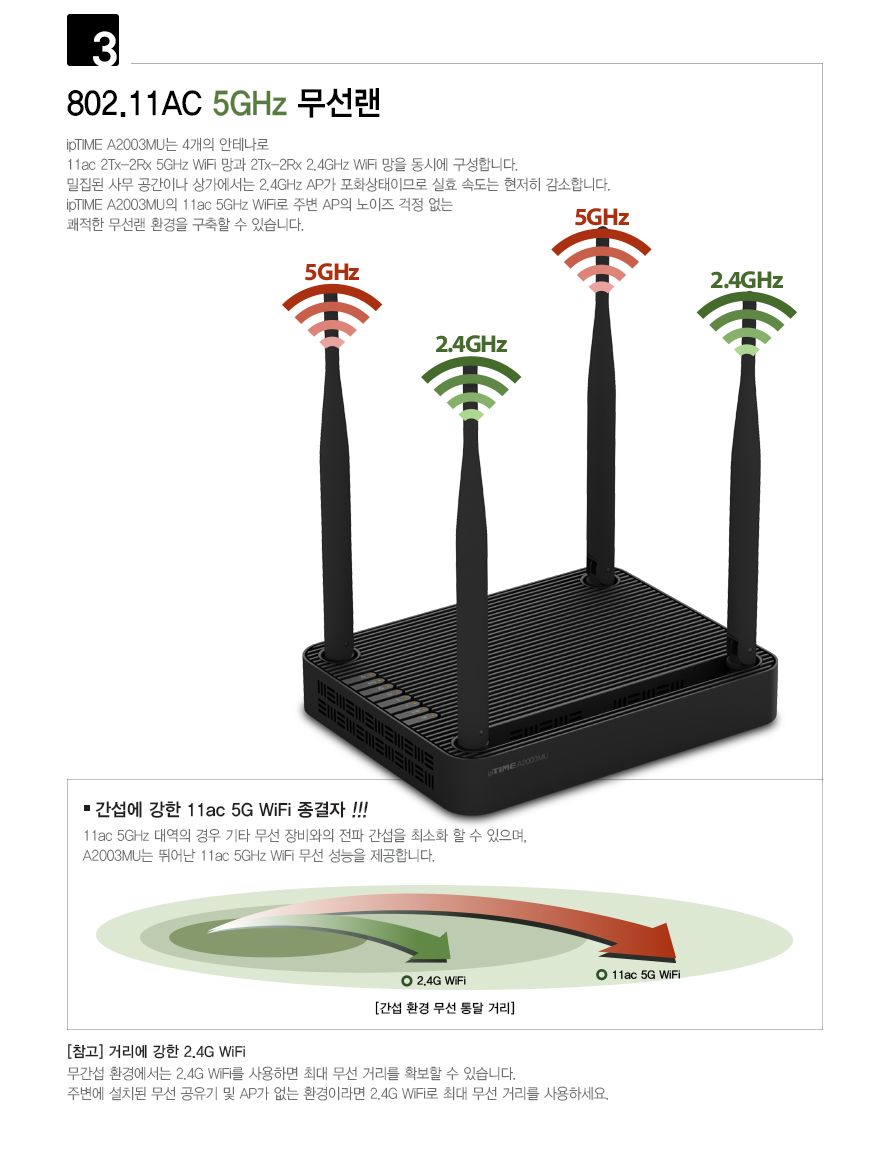 3
802.11AC 5GHz 무선랜
ipTIME A2003MU는 4개의 안테나로
11ac 2Tx-2Rx 5GHz WiFi 망과 2Tx-2Rx 2.4GHz WiFi 망을 동시에 구성합니다.
밀집된 사무 공간이나 상가에서는 2.4GHz AP가 포화상태이므로 실효 속도는 현저히 감소합니다.
ipTIME A2003MU의 11ac 5GHz WiFi로 주변 AP의 노이즈 걱정 없는
쾌적한 무선랜 환경을 구축할 수 있습니다.
5GHz
5GHz
2.4GHz
2.4GHz
ipTIME A2003MU
▪ 간섭에 강한 11ac 5G WiFi 종결자 !!!
11ac 5GHz 대역의 경우 기타 무선 장비와의 전파 간섭을 최소화 할 수 있으며,
A2003MU는 뛰어난 11ac 5GHz WiFi 무선 성능을 제공합니다.
2.4G WiFi
11ac 5G WiFi
[간섭 환경 무선 통달 거리]
[참고] 거리에 강한 2.4G WiFi
무간섭 환경에서는 2.4G WiFi를 사용하면 최대 무선 거리를 확보할 수 있습니다.
주변에 설치된 무선 공유기 및 AP가 없는 환경이라면 2.4G WiFi로 최대 무선 거리를 사용하세요.